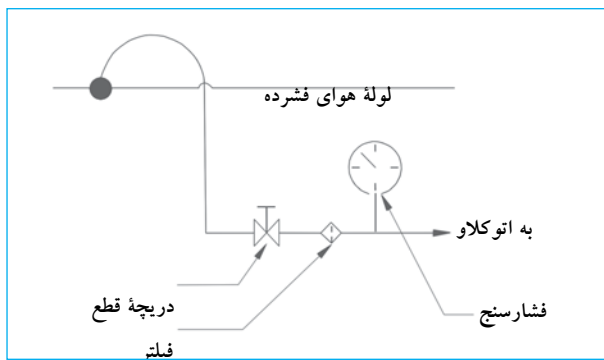 لولهٔ هوای فشرده
به اتوکلاو
دریچهٔ قطع
فشارسنج
فیلتر